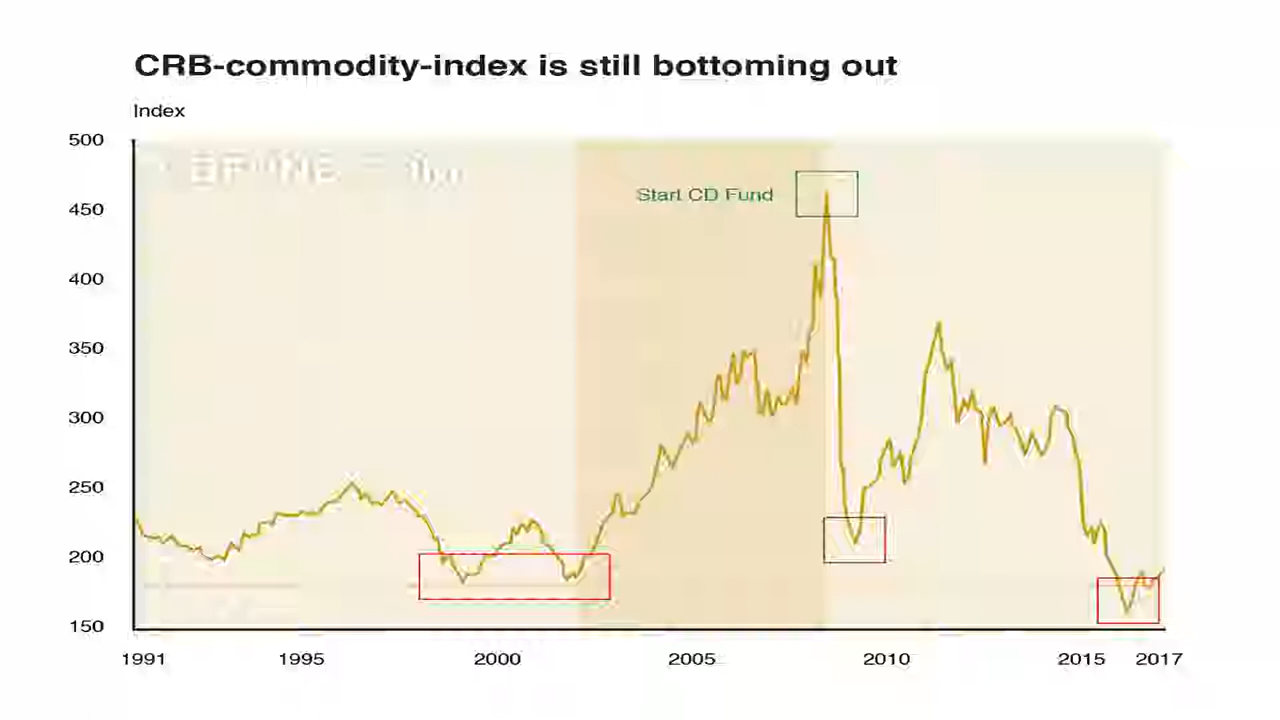 CRB-commodity-index is still bottoming out
Index
500
450
Start CD Fund
400
350
300
250
200
150
1991 1995 2000 2005 2010 2015 2017